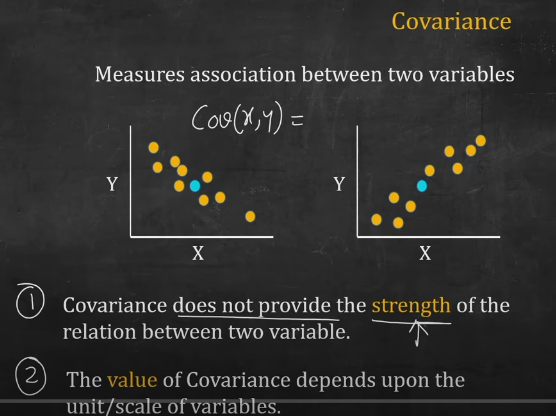 Covariance
Measures association between two variables
Cov(x,y) =
Y
X
Y
X
1 Covariance does not provide the strength of the
relation between two variable.
2 The value of Covariance depends upon the
unit/scale of variables.